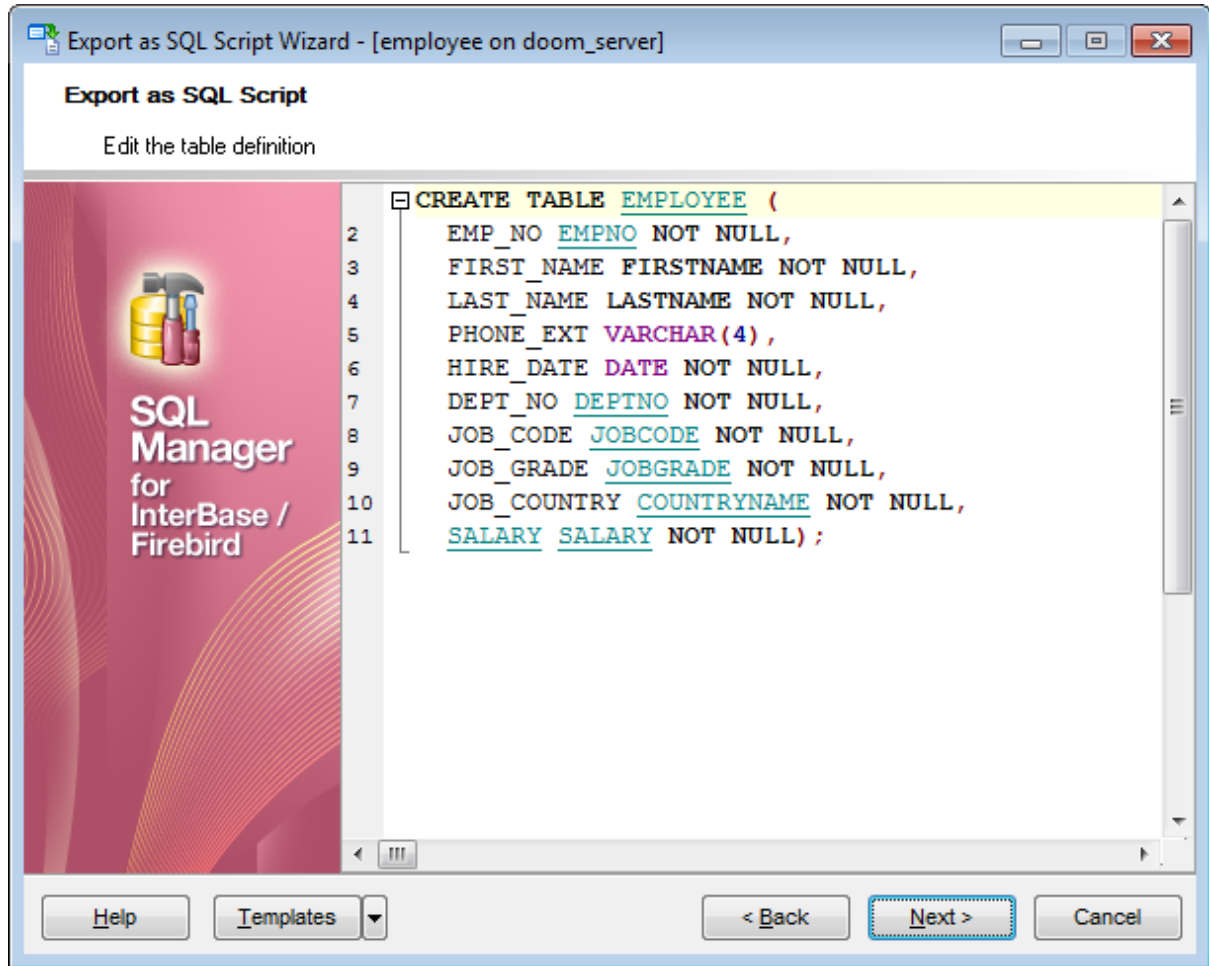 Export as SQL Script Wizard - [employee on doom_server]
Export as SQL Script
Edit the table definition
SQL
Manager
for
InterBase /
Firebird
CREATE TABLE EMPLOYEE (
2 EMP_NO EMPNO NOT NULL,
3 FIRST_NAME FIRSTNAME NOT NULL,
4 LAST_NAME LASTNAME NOT NULL,
5 PHONE_EXT VARCHAR(4),
6 HIRE_DATE DATE NOT NULL,
7 DEPT_NO DEPTNO NOT NULL,
8 JOB_CODE JOBCODE NOT NULL,
9 JOB_GRADE JOBGRADE NOT NULL,
10 JOB_COUNTRY COUNTRYNAME NOT NULL,
11 SALARY SALARY NOT NULL);
Help Templates < Back Next > Cancel